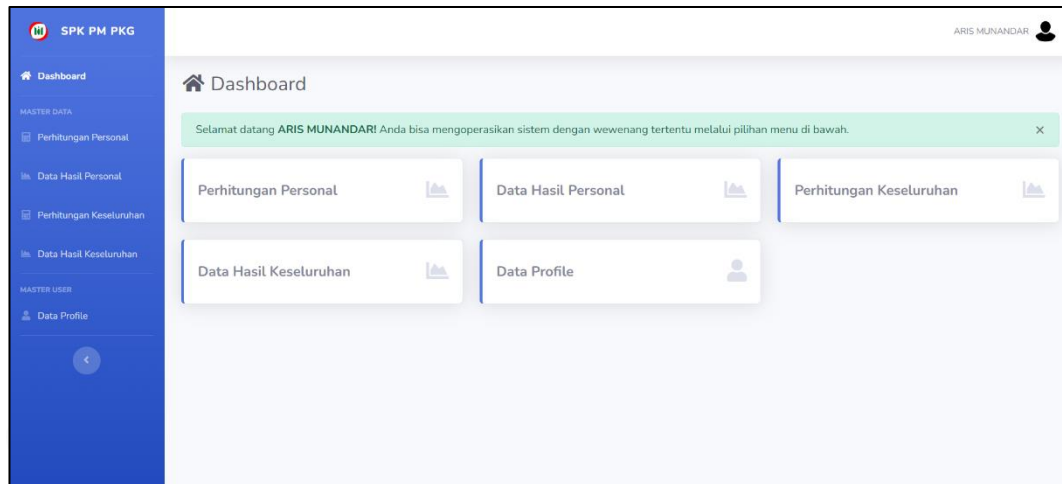 SPK PM PKG
ARIS MUNANDAR
Dashboard
MASTER DATA
Perhitungan Personal
Data Hasil Personal
Perhitungan Keseluruhan
Data Hasil Keseluruhan
MASTER USER
Data Profile
Dashboard
Selamat datang ARIS MUNANDAR! Anda bisa mengoperasikan sistem dengan wewenang tertentu melalui pilihan menu di bawah.
Perhitungan Personal
Data Hasil Personal
Perhitungan Keseluruhan
Data Hasil Keseluruhan
Data Profile